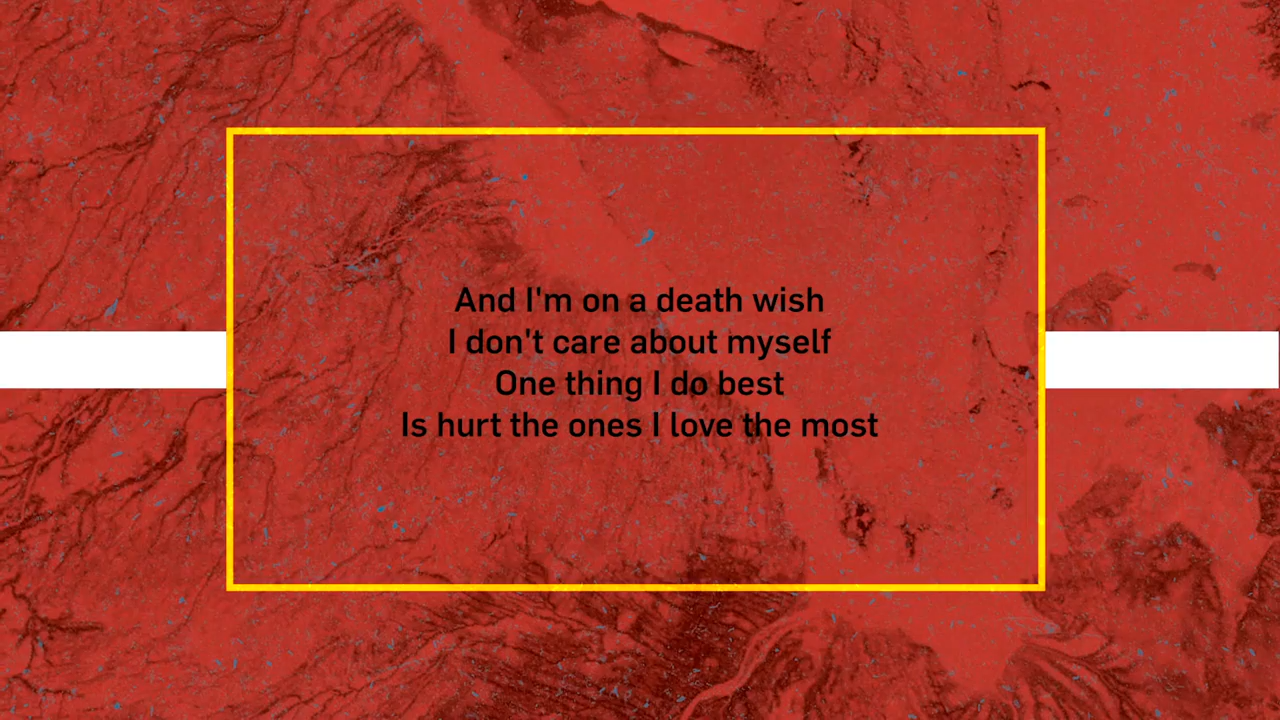 And I'm on a death wish
I don't care about myself
One thing I do best
Is hurt the ones I love the most